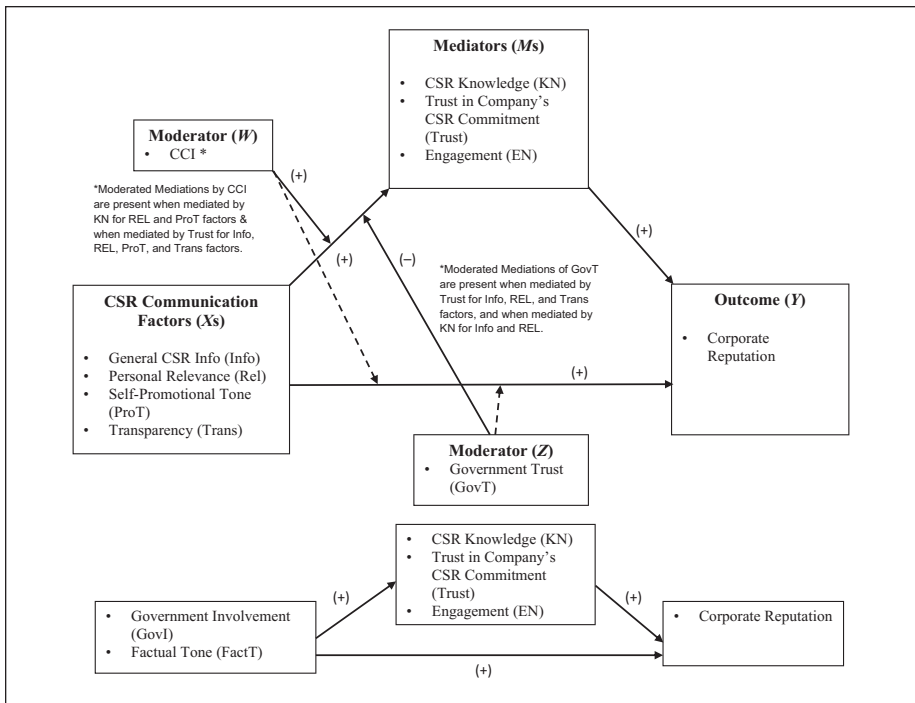 Mediators (Ms)
• CSR Knowledge (KN)
• Trust in Company's
CSR Commitment
(Trust)
• Engagement (EN)
Moderator (W)
• CCI *
(+)
*Moderated Mediations by CCI
are present when mediated by
KN for REL and ProT factors &
when mediated by Trust for Info,
REL, ProT, and Trans factors.
(+)
(–)
(+)
*Moderated Mediations of GovT
are present when mediated by
Trust for Info, REL, and Trans
factors, and when mediated by
KN for Info and REL.
CSR Communication
Factors (Xs)
• General CSR Info (Info)
• Personal Relevance (Rel)
• Self-Promotional Tone
(ProT)
• Transparency (Trans)
(+)
Outcome (Y)
• Corporate
Reputation
Moderator (Z)
• Government Trust
(GovT)
• CSR Knowledge (KN)
• Trust in Company's
CSR Commitment
(Trust)
• Engagement (EN)
(+)
(+)
• Government Involvement
(GovI)
• Factual Tone (FactT)
(+)
• Corporate Reputation